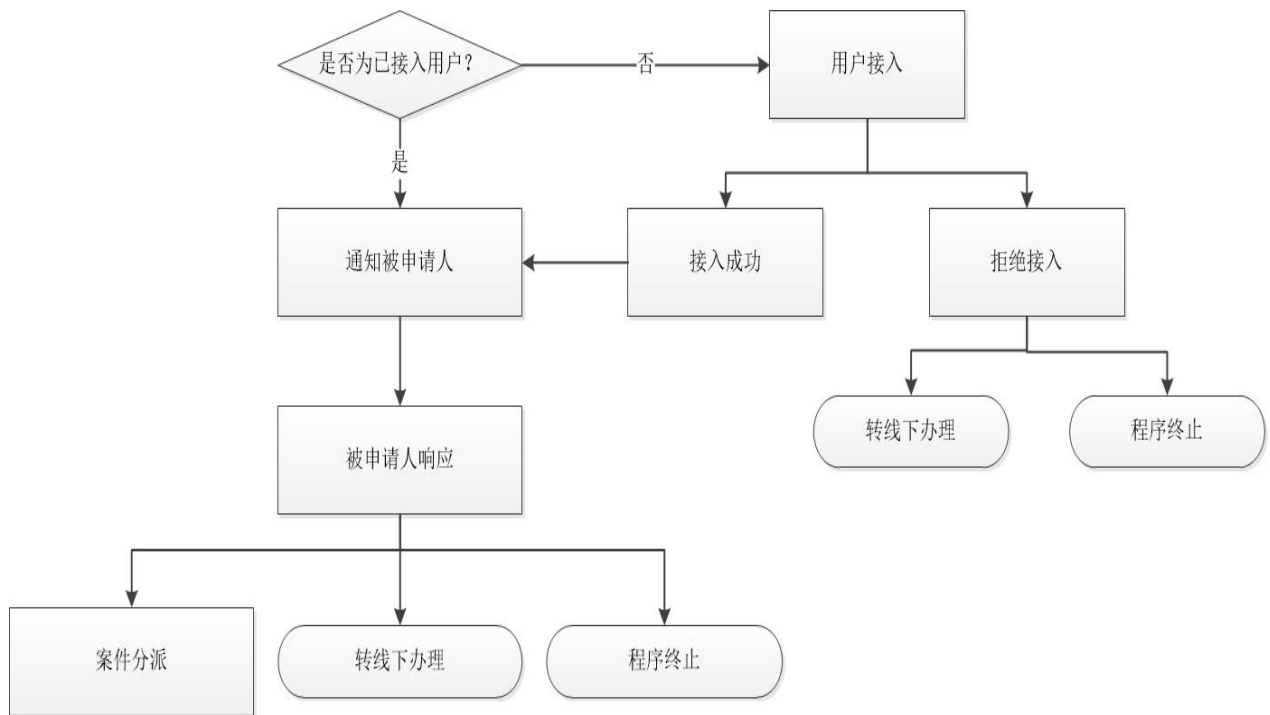 是否为已接入用户?
否
用户接入
是
通知被申请人
接入成功
拒绝接入
转线下办理
程序终止
被申请人响应
案件分派
转线下办理
程序终止